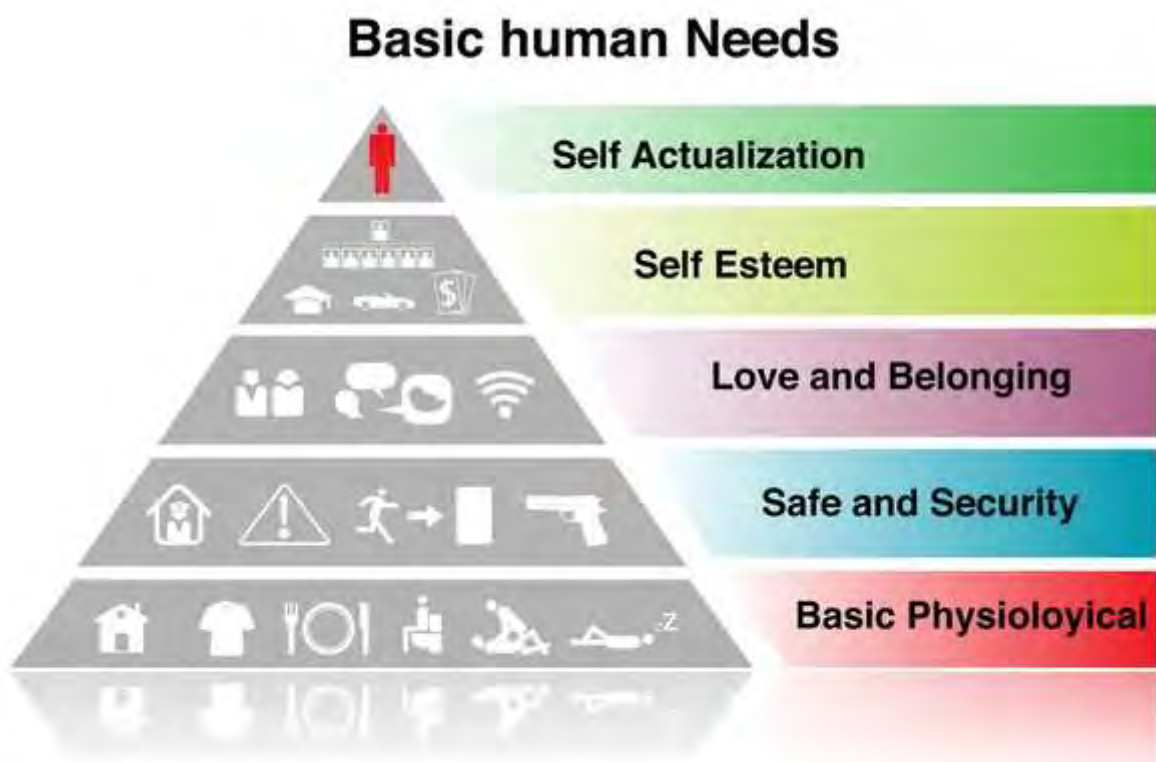 Basic human Needs
Self Actualization
Self Esteem
$
Love and Belonging
Safe and Security
Basic Physioloyical
Z